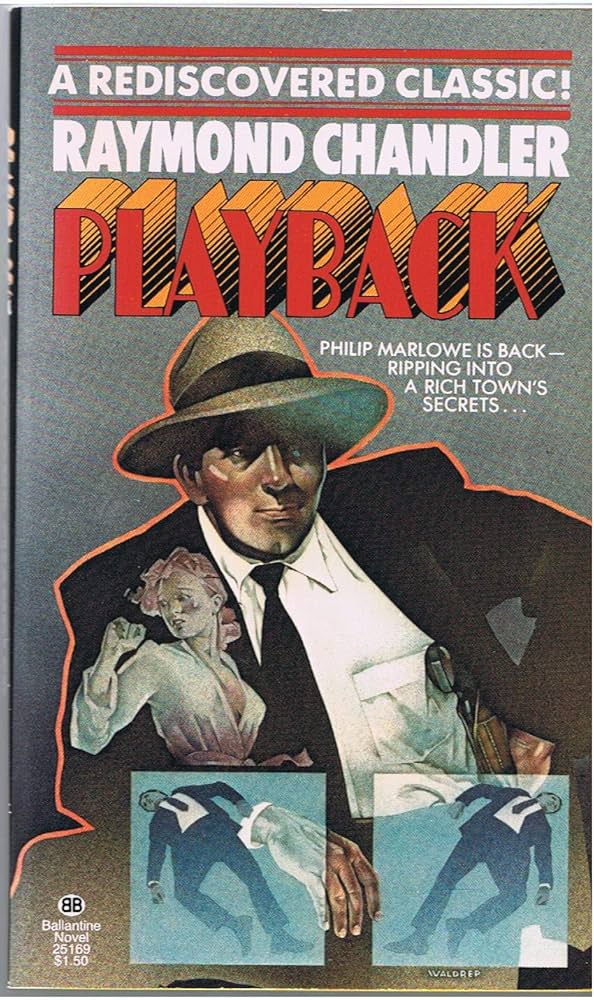 A REDISCOVERED CLASSIC!
RAYMOND CHANDLER
PLAYBACK
PHILIP MARLOWE IS BACK—
RIPPING INTO
A RICH TOWN'S
SECRETS...
BB
Ballantine
Novel
25169
$1.50
WALDREP